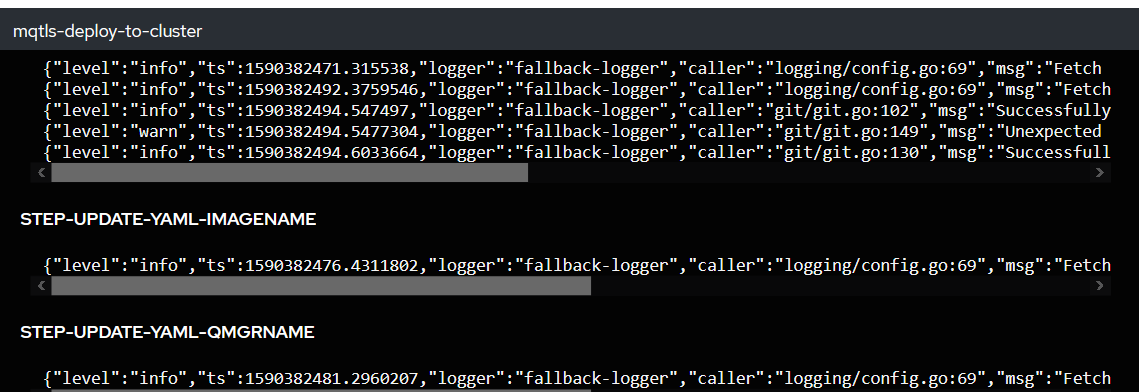 mqtls-deploy-to-cluster
{"level":"info","ts":1590382471.315538,"logger":"fallback-logger","caller":"logging/config.go:69","msg":"Fetch
{"level":"info","ts":1590382492.3759546,"logger":"fallback-logger","caller":"logging/config.go:69","msg":"Fetch
{"level":"info","ts":1590382494.547497,"logger":"fallback-logger","caller":"git/git.go:102","msg":"Successfully
{"level":"warn","ts":1590382494.5477304,"logger":"fallback-logger","caller":"git/git.go:149","msg":"Unexpected
{"level":"info","ts":1590382494.6033664,"logger":"fallback-logger","caller":"git/git.go:130","msg":"Successfull
STEP-UPDATE-YAML-IMAGENAME
{"level":"info","ts":1590382476.4311802,"logger":"fallback-logger","caller":"logging/config.go:69","msg":"Fetch
STEP-UPDATE-YAML-QMGRNAME
{"level":"info","ts":1590382481.2960207,"logger":"fallback-logger","caller":"logging/config.go:69","msg":"Fetch